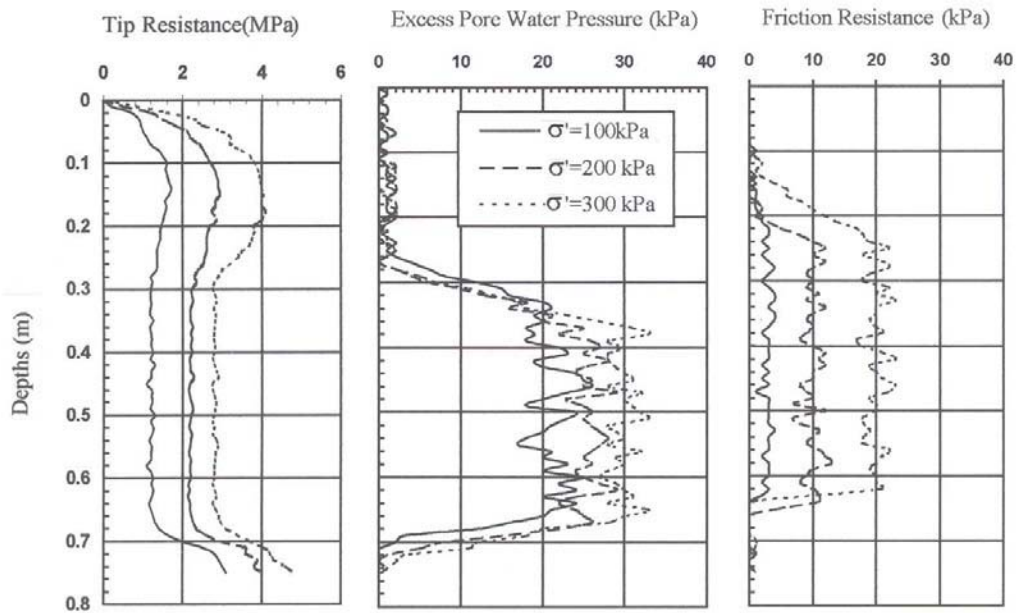 Tip Resistance(MPa)
Excess Pore Water Pressure (kPa)
Friction Resistance (kPa)
0 2 4 6
0 10 20 30 40
0 10 20 30 40
0
0.1
0.2
0.3
0.4
0.5
0.6
0.7
0.8
Depths (m)
σ'=100kPa
σ'=200 kPa
σ'=300 kPa